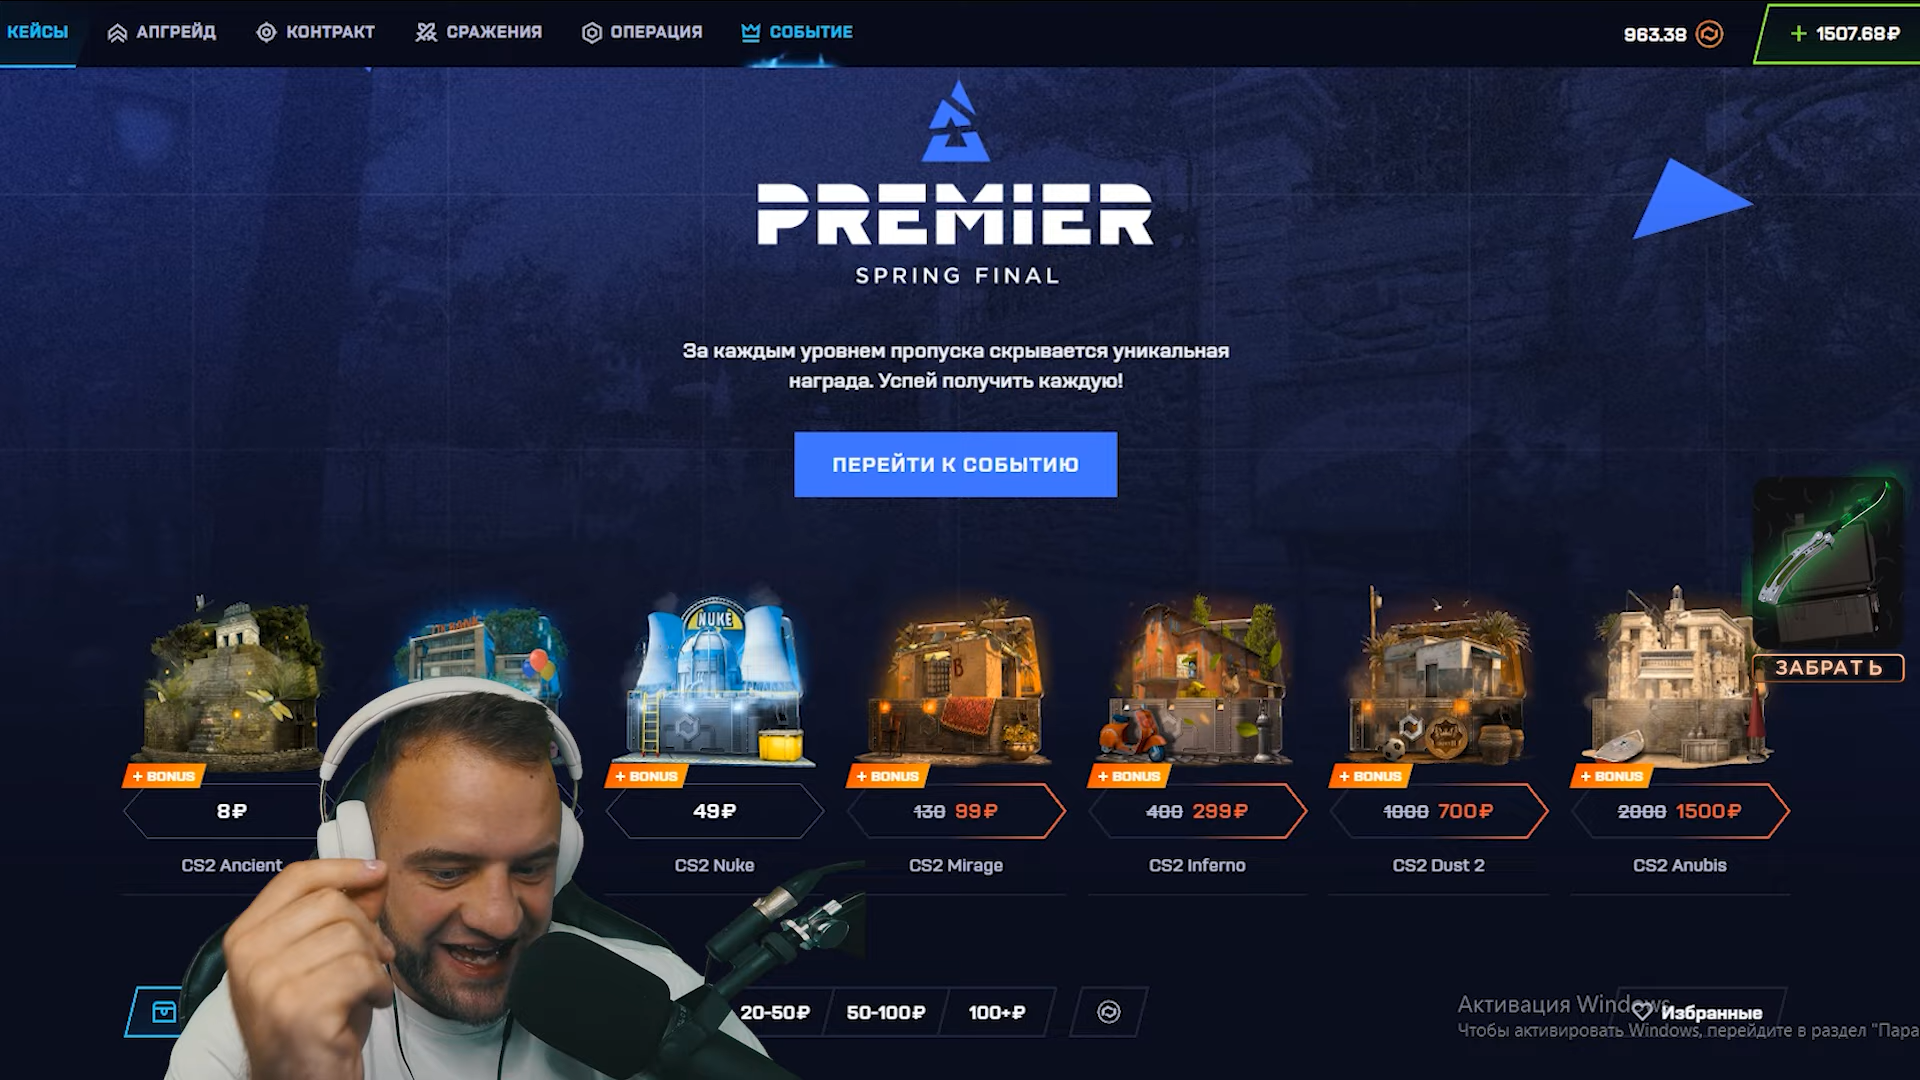 КЕЙСЫ
АПГРЕЙД
КОНТРАКТ
СРАЖЕНИЯ
ОПЕРАЦИЯ
СОБЫТИЕ
963.38
+ 1507.68₽
PREMIER
SPRING FINAL
За каждым уровнем пропуска скрывается уникальная
награда. Успей получить каждую!
ПЕРЕЙТИ К СОБЫТИЮ
NUKE
B
ЗАБРАТЬ
+ BONUS
+ BONUS
+ BONUS
+ BONUS
+ BONUS
+ BONUS
8₽
49₽
130 99₽
400 299₽
1000 700₽
2000 1500₽
CS2 Ancient
CS2 Nuke
CS2 Mirage
CS2 Inferno
CS2 Dust 2
CS2 Anubis
20-50₽
50-100₽
100+₽
Избранные
Активация Windows
Чтобы активировать Windows, перейдите в раздел "Пара